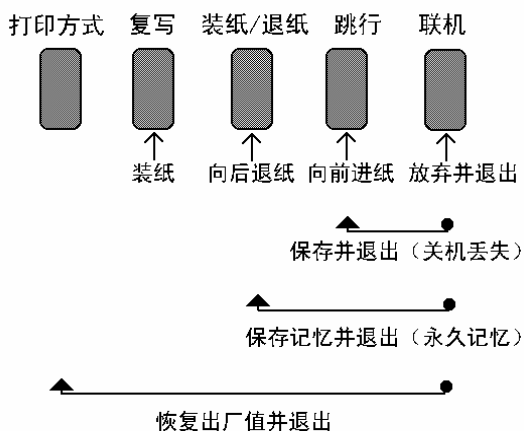 打印方式 复写 装纸/退纸 跳行 联机
装纸 向后退纸 向前进纸 放弃并退出
保存并退出（关机丢失）
保存记忆并退出（永久记忆）
恢复出厂值并退出